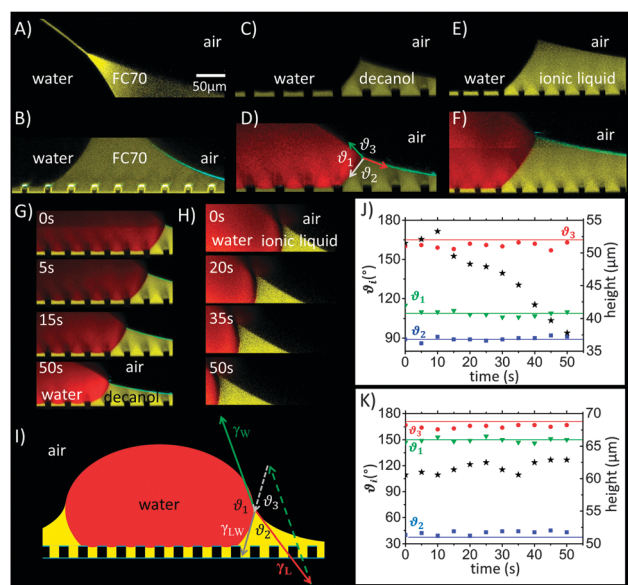 A)
air
water
FC70
50μm
B)
water
FC70
air
C)
air
water
decanol
D)
ϑ₁
ϑ₃
ϑ₂
E)
air
water
ionic liquid
F)
G)
0s
5s
15s
air
50s
water
decanol
H)
0s
air
water
ionic liquid
20s
35s
50s
I)
air
water
γW
ϑ₁
ϑ₃
γLW
ϑ₂
γL
J)
180
150
120
90
ϑi(°)
ϑ₃
ϑ₁
ϑ₂
55
50
45
40
35
height (μm)
0 10 20 30 40 50
time (s)
K)
180
150
120
90
60
30
ϑi(°)
ϑ₃
ϑ₁
ϑ₂
70
65
60
55
50
height (μm)
0 10 20 30 40 50
time (s)